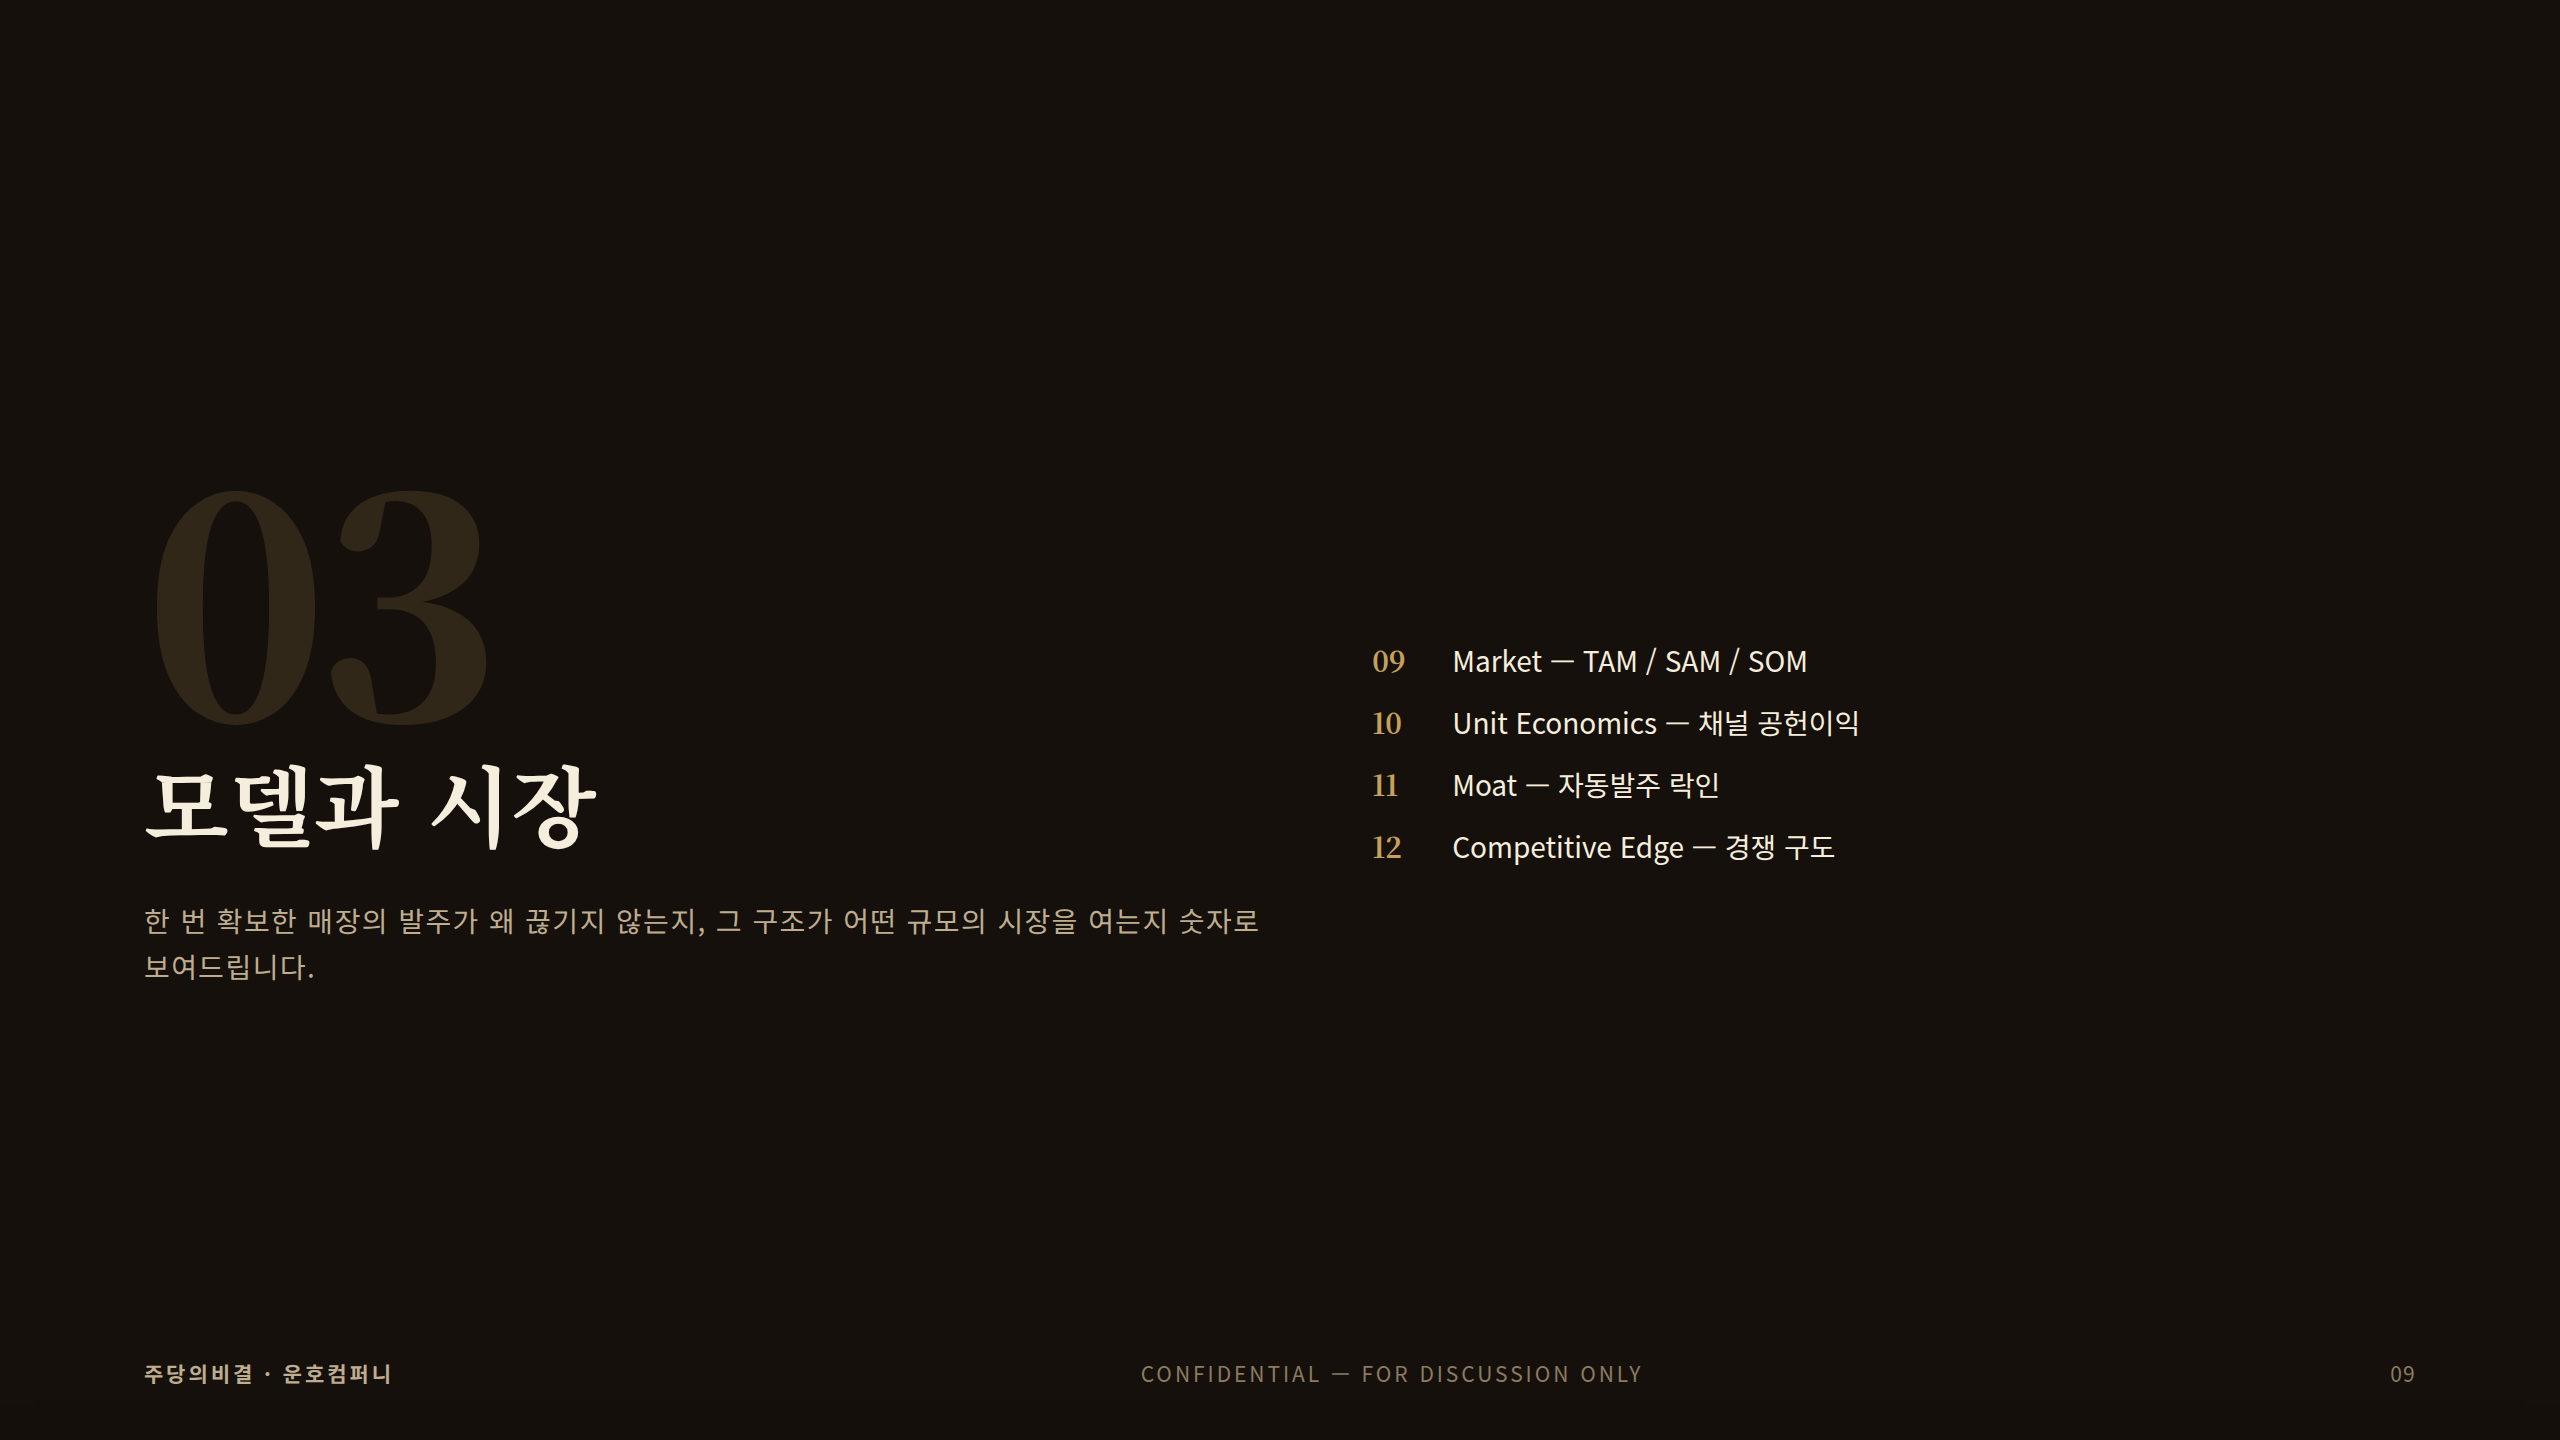 03
모델과 시장
한 번 확보한 매장의 발주가 왜 끊기지 않는지, 그 구조가 어떤 규모의 시장을 여는지 숫자로
보여드립니다.
09 Market — TAM / SAM / SOM
10 Unit Economics — 채널 공헌이익
11 Moat — 자동발주 락인
12 Competitive Edge — 경쟁 구도
주당의비결 · 운호컴퍼니
CONFIDENTIAL — FOR DISCUSSION ONLY
09